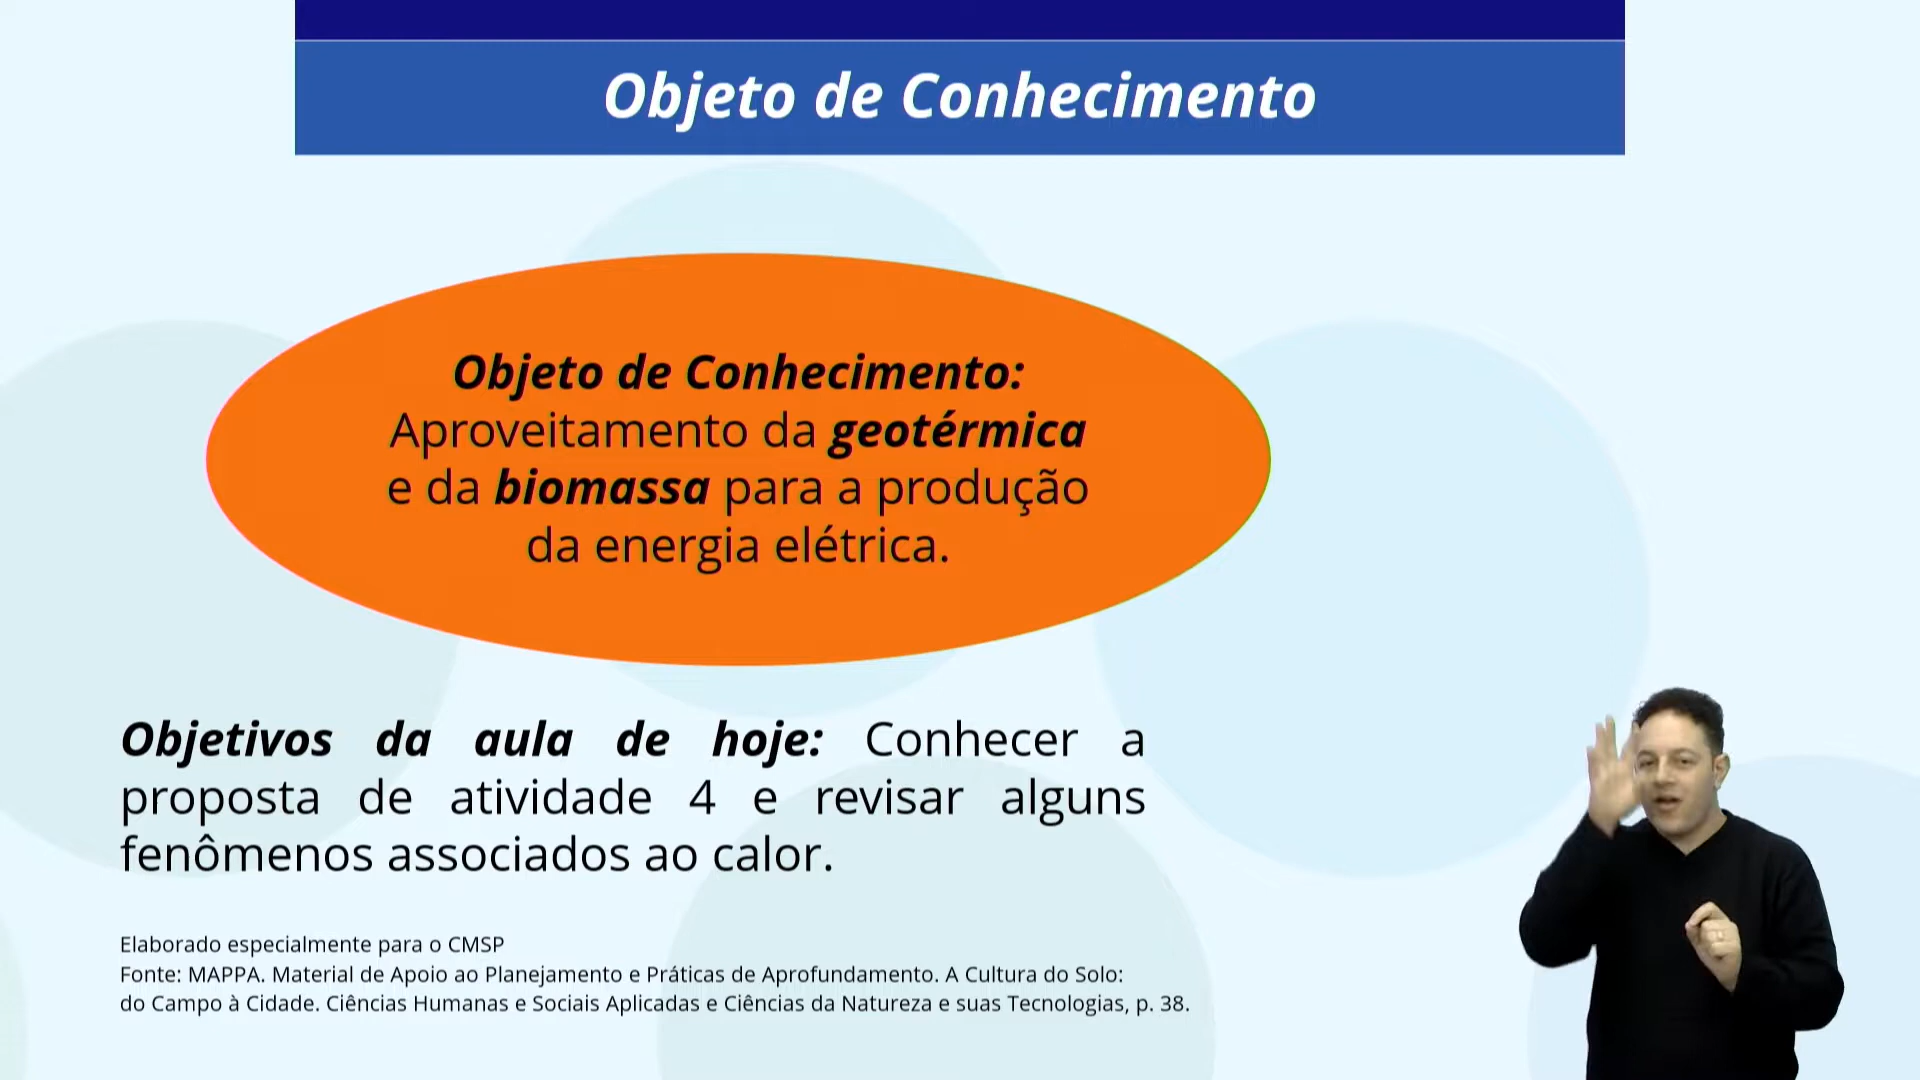 Objeto de Conhecimento
Objeto de Conhecimento:
Aproveitamento da geotérmica
e da biomassa para a produção
da energia elétrica.
Objetivos da aula de hoje: Conhecer a
proposta de atividade 4 e revisar alguns
fenômenos associados ao calor.
Elaborado especialmente para o CMSP
Fonte: MAPPA. Material de Apoio ao Planejamento e Práticas de Aprofundamento. A Cultura do Solo:
do Campo à Cidade. Ciências Humanas e Sociais Aplicadas e Ciências da Natureza e suas Tecnologias, p. 38.